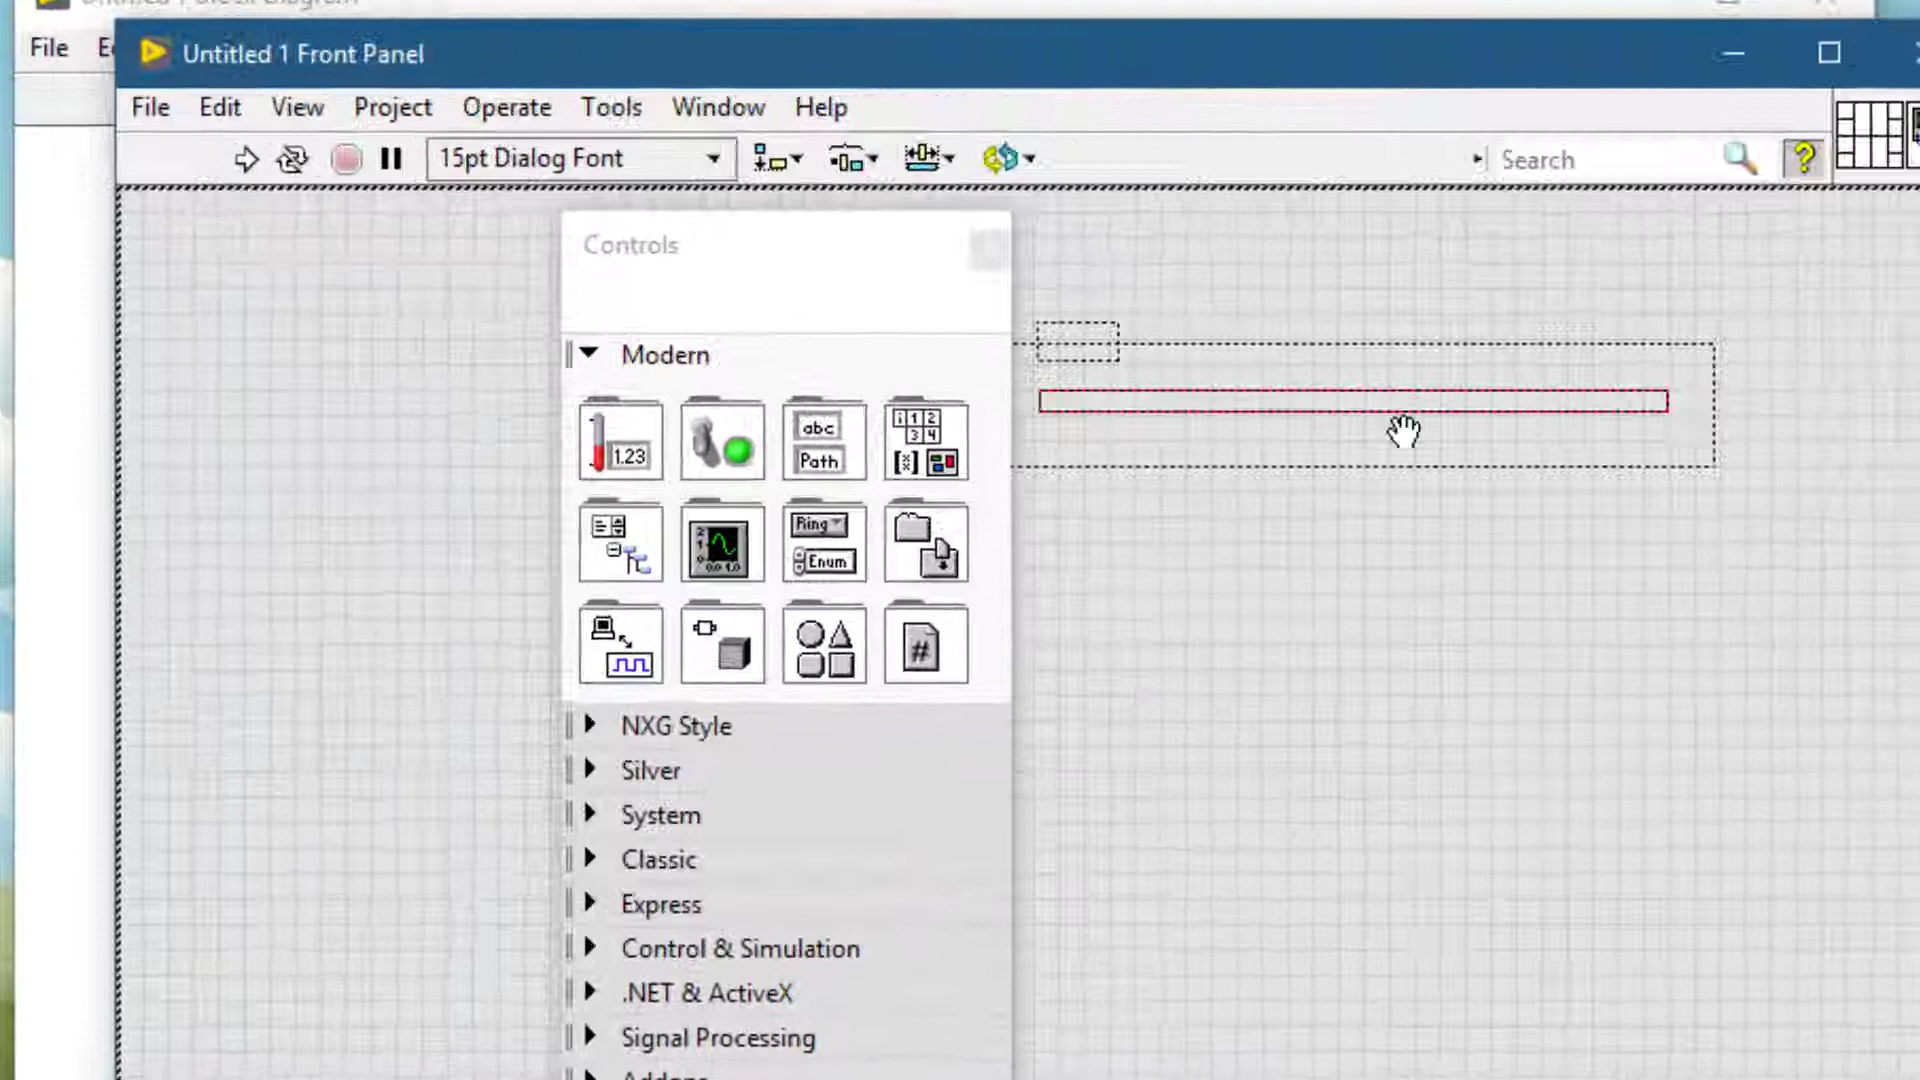 File
Untitled 1 Front Panel
File Edit View Project Operate Tools Window Help
15pt Dialog Font
Search
?
Controls
Modern
1.23
abc
Path
1 2
3 4
Ring
Enum
#
NXG Style
Silver
System
Classic
Express
Control & Simulation
.NET & ActiveX
Signal Processing